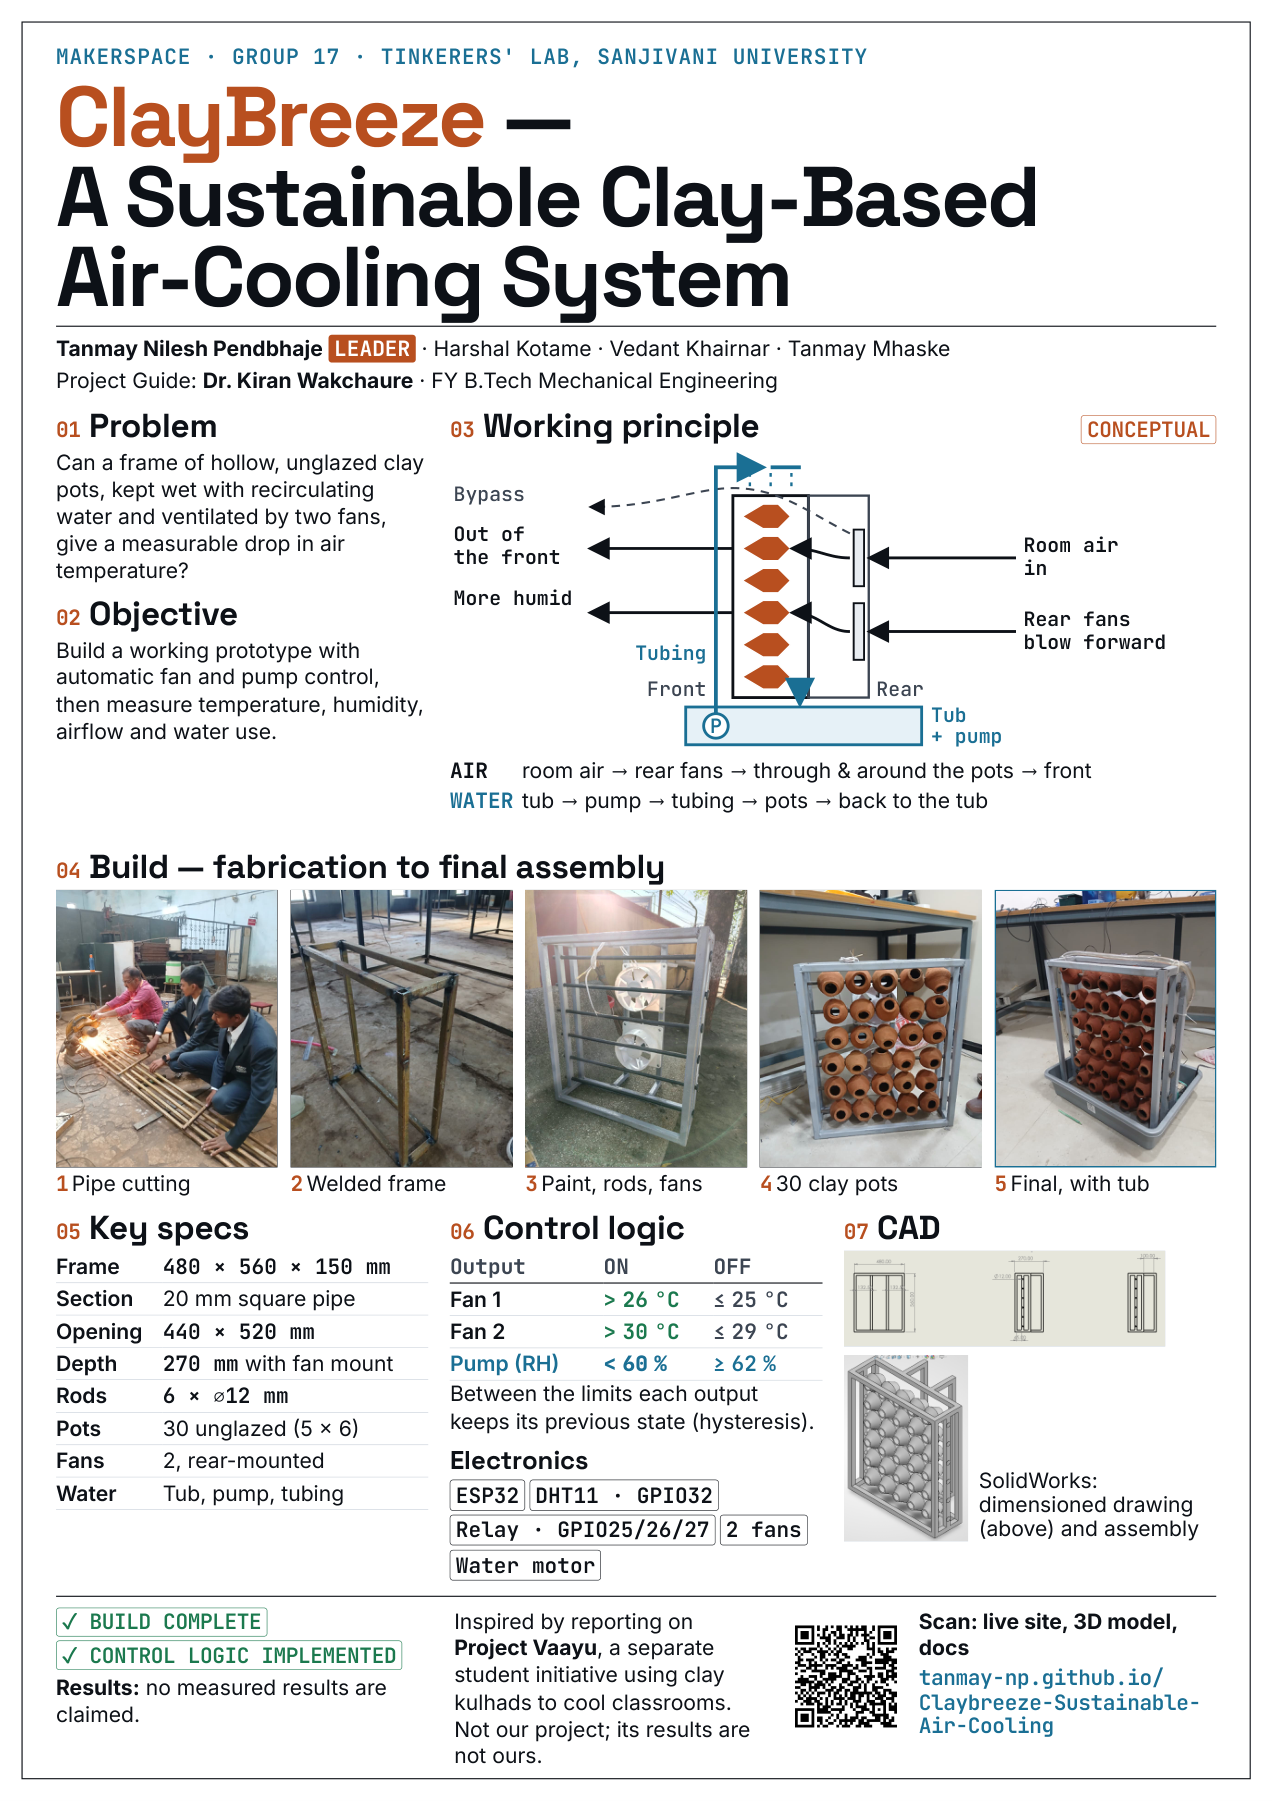 MAKERSPACE · GROUP 17 · TINKERERS' LAB, SANJIVANI UNIVERSITY
ClayBreeze —
A Sustainable Clay-Based
Air-Cooling System
Tanmay Nilesh Pendbhaje LEADER · Harshal Kotame · Vedant Khairnar · Tanmay Mhaske
Project Guide: Dr. Kiran Wakchaure · FY B.Tech Mechanical Engineering
01 Problem
Can a frame of hollow, unglazed clay
pots, kept wet with recirculating
water and ventilated by two fans,
give a measurable drop in air
temperature?
02 Objective
Build a working prototype with
automatic fan and pump control,
then measure temperature, humidity,
airflow and water use.
03 Working principle
CONCEPTUAL
Bypass
Out of
the front
More humid
Room air
in
Rear fans
blow forward
Tubing
Front
Rear
P
Tub
+ pump
AIR room air → rear fans → through & around the pots → front
WATER tub → pump → tubing → pots → back to the tub
04 Build — fabrication to final assembly
1 Pipe cutting
2 Welded frame
3 Paint, rods, fans
4 30 clay pots
5 Final, with tub
05 Key specs
Frame 480 × 560 × 150 mm
Section 20 mm square pipe
Opening 440 × 520 mm
Depth 270 mm with fan mount
Rods 6 × ⌀12 mm
Pots 30 unglazed (5 × 6)
Fans 2, rear-mounted
Water Tub, pump, tubing
06 Control logic
Output ON OFF
Fan 1 > 26 °C ≤ 25 °C
Fan 2 > 30 °C ≤ 29 °C
Pump (RH) < 60 % ≥ 62 %
Between the limits each output
keeps its previous state (hysteresis).
Electronics
ESP32 DHT11 · GPIO32
Relay · GPIO25/26/27 2 fans
Water motor
07 CAD
SolidWorks:
dimensioned drawing
(above) and assembly
✓ BUILD COMPLETE
✓ CONTROL LOGIC IMPLEMENTED
Results: no measured results are
claimed.
Inspired by reporting on
Project Vaayu, a separate
student initiative using clay
kulhads to cool classrooms.
Not our project; its results are
not ours.
Scan: live site, 3D model,
docs
tanmay-np.github.io/
Claybreeze-Sustainable-
Air-Cooling